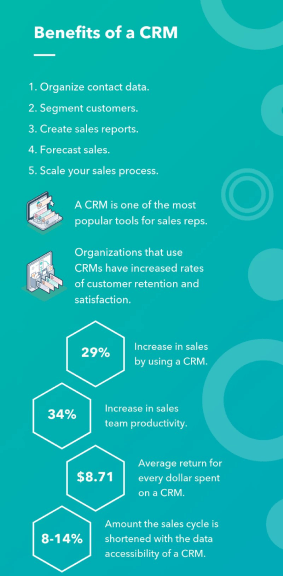 Benefits of a CRM
1. Organize contact data.
2. Segment customers.
3. Create sales reports.
4. Forecast sales.
5. Scale your sales process.
A CRM is one of the most
popular tools for sales reps.
Organizations that use
CRMs have increased rates
of customer retention and
satisfaction.
29%
Increase in sales
by using a CRM.
34%
Increase in sales
team productivity.
$8.71
Average return for
every dollar spent
on a CRM.
8-14%
Amount the sales cycle is
shortened with the data
accessibility of a CRM.